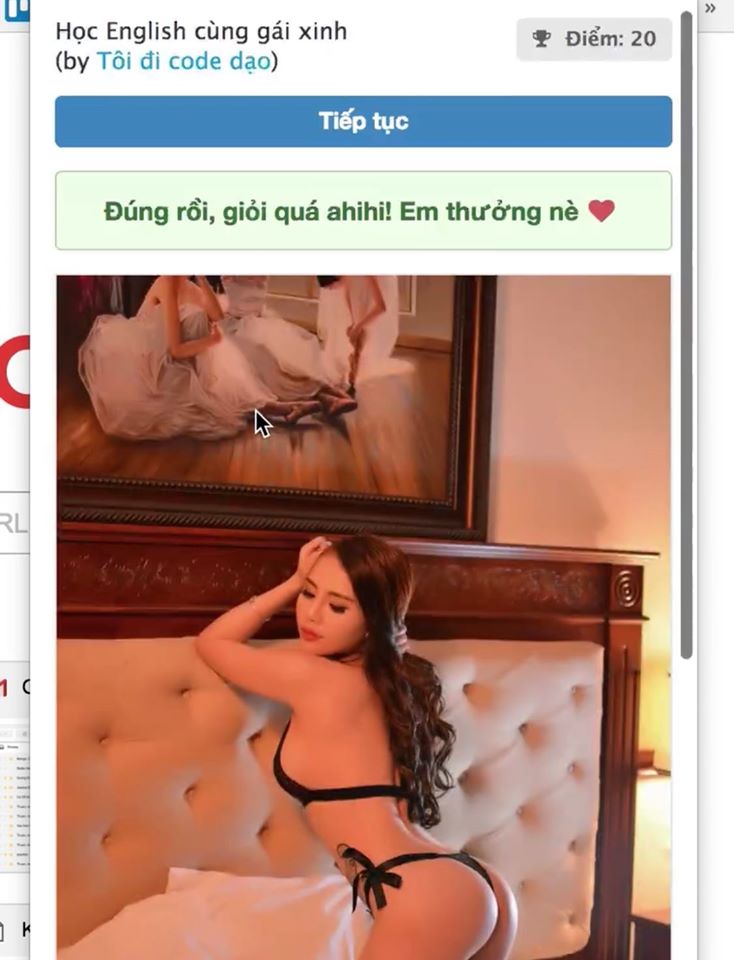 »
Học English cùng gái xinh
(by Tôi đi code dạo)
Điểm: 20
Tiếp tục
Đúng rồi, giỏi quá ahihi! Em thưởng nè ❤
RL